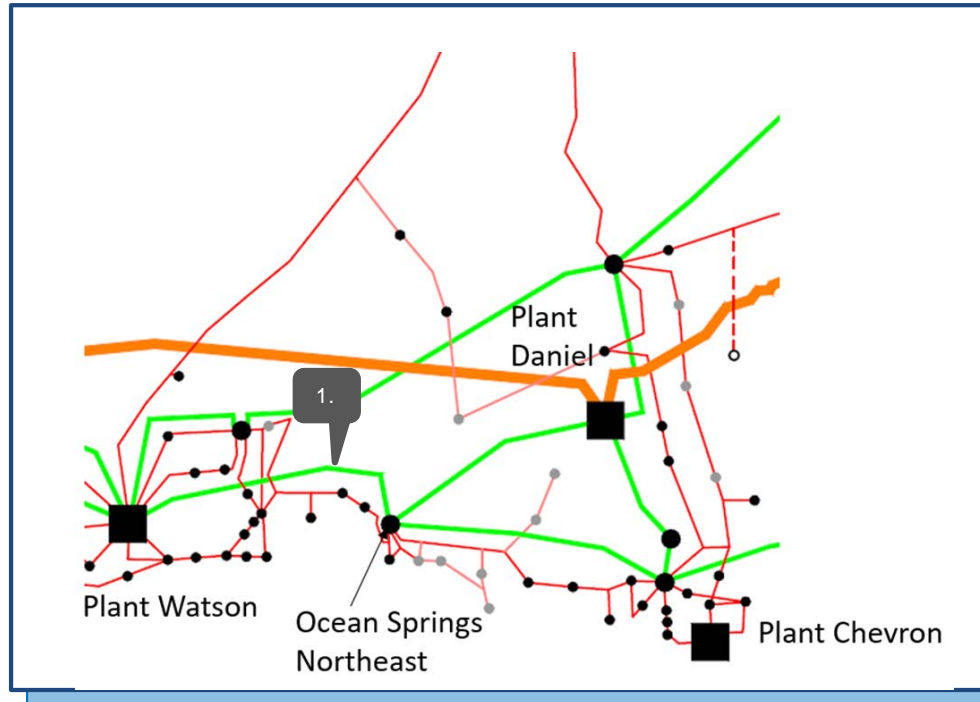 Plant
Daniel
1.
Plant Watson
Ocean Springs
Northeast
Plant Chevron